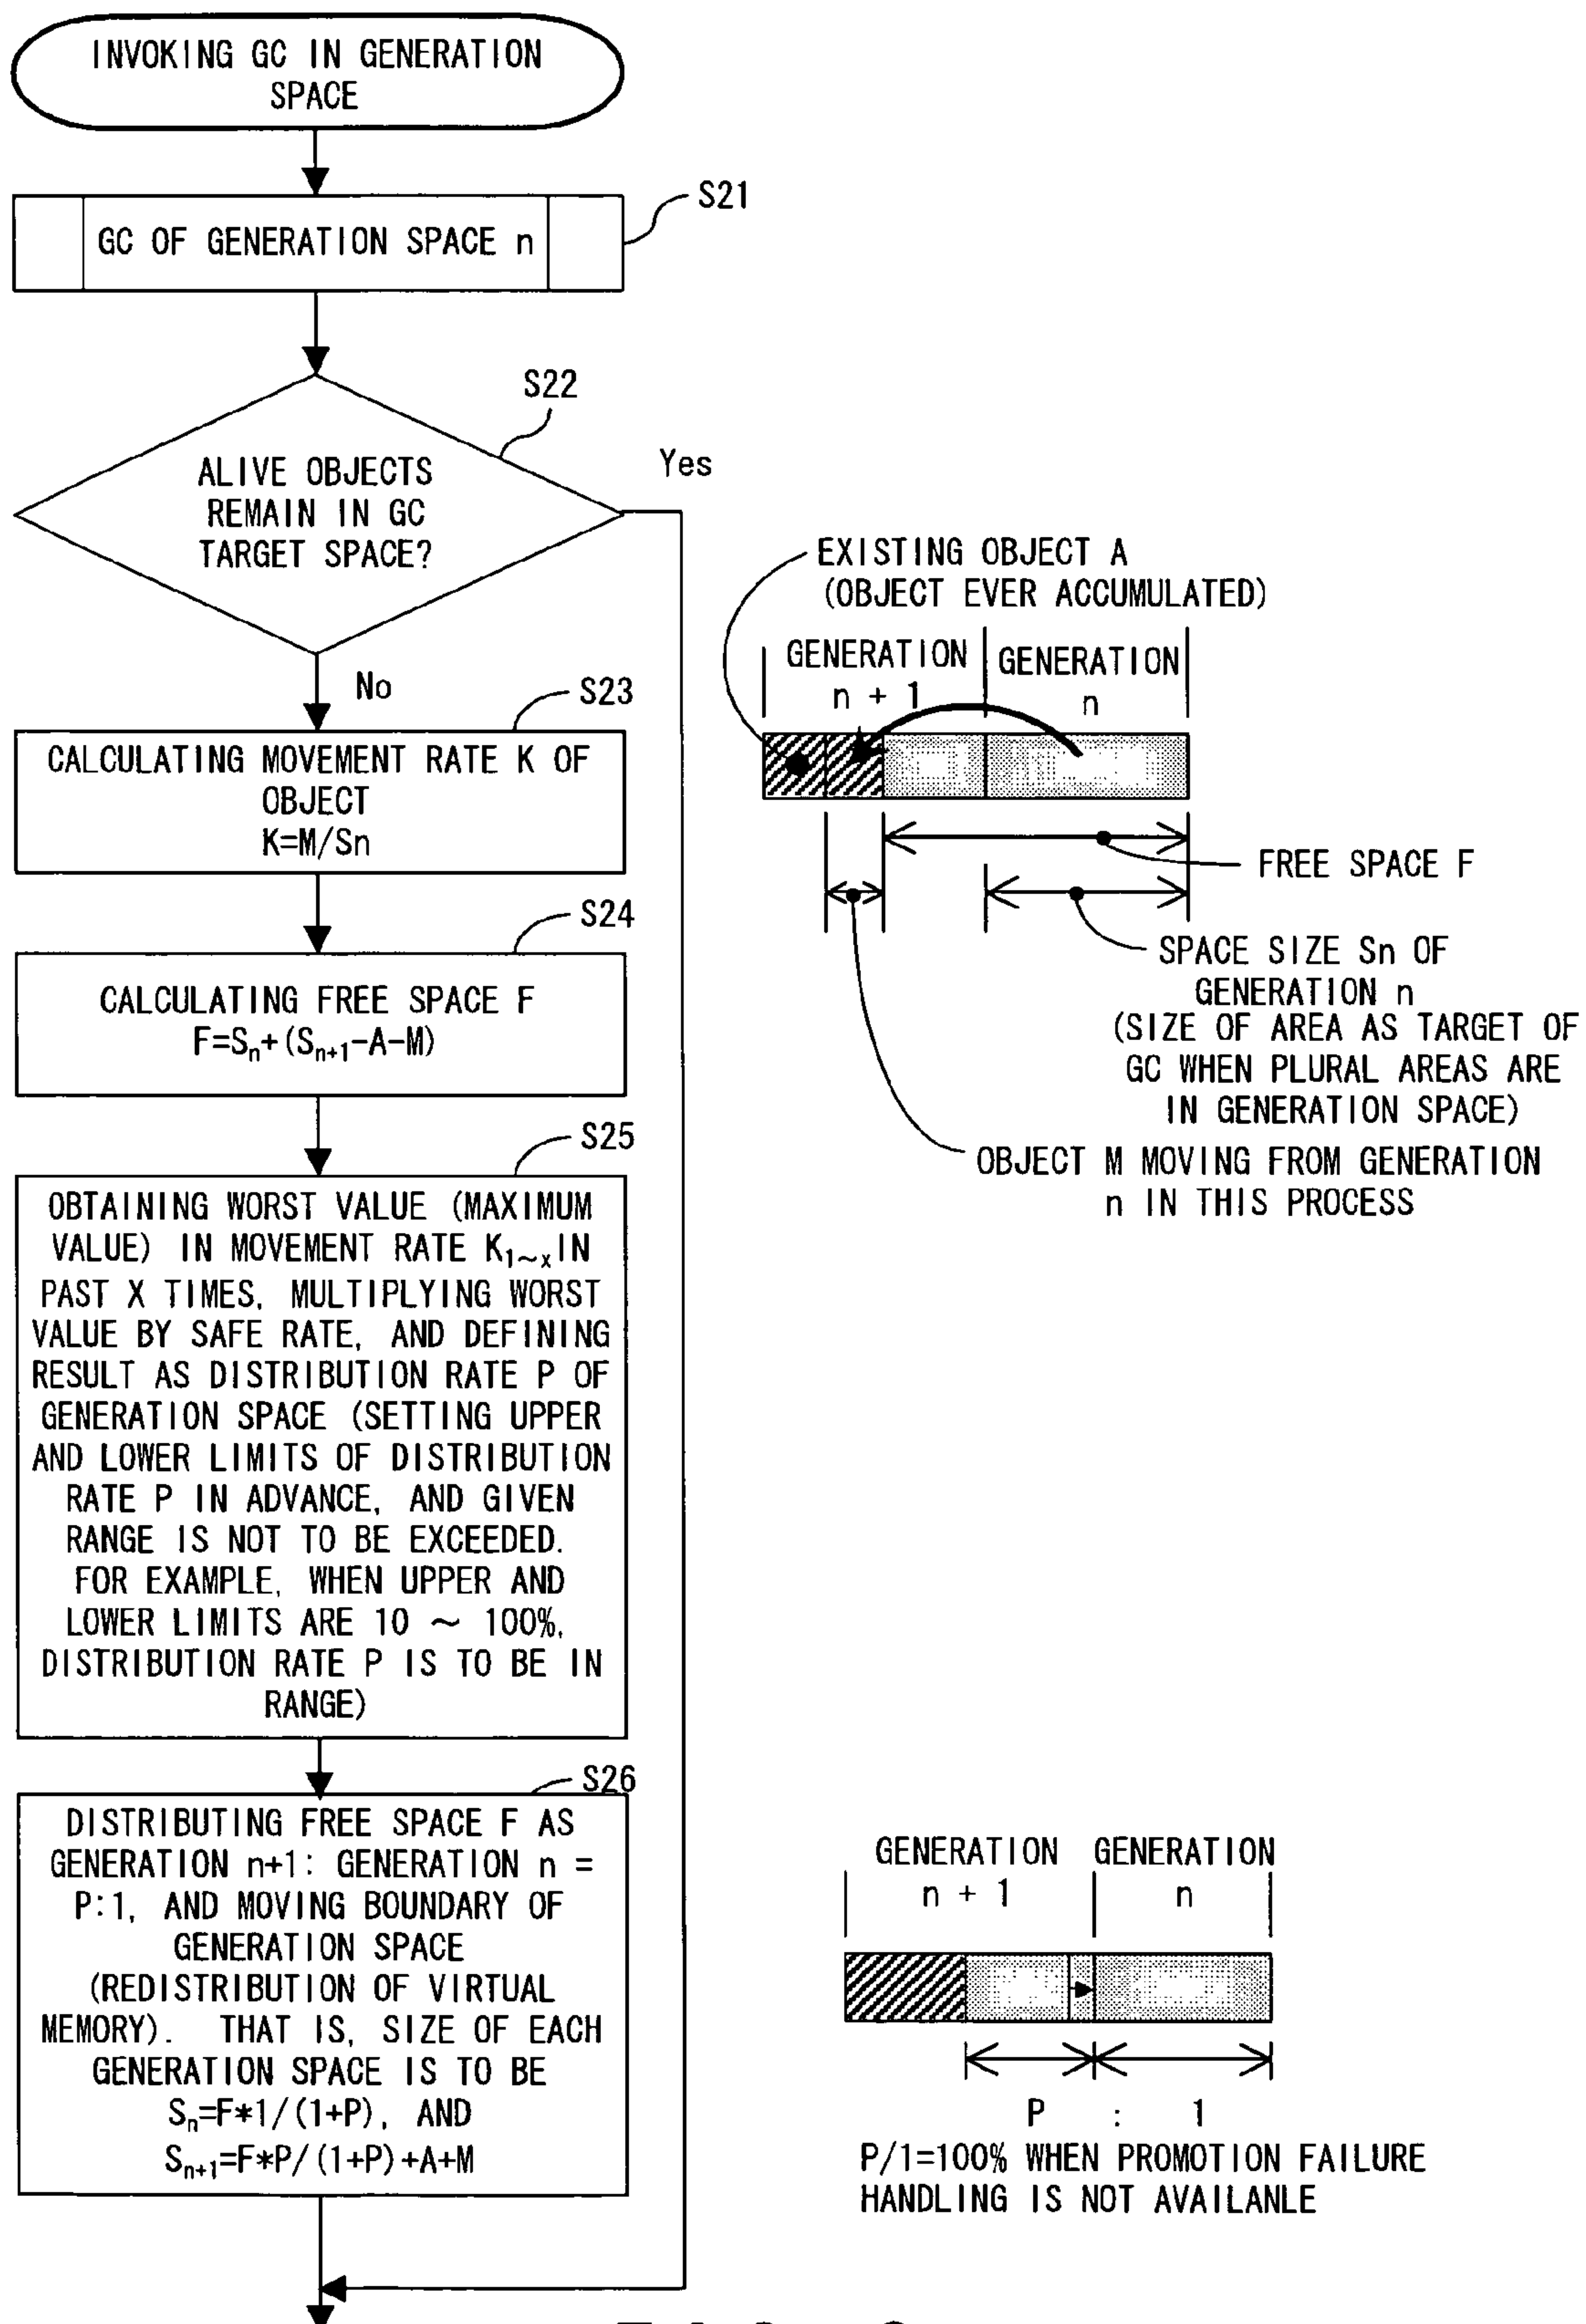 INVOKING GC IN GENERATION
SPACE
S21
GC OF GENERATION SPACE n
S22
Yes
ALIVE OBJECTS
REMAIN IN GC
TARGET SPACE?
No
S23
CALCULATING MOVEMENT RATE K OF
OBJECT
K=M/Sn
S24
CALCULATING FREE SPACE F
F=Sₙ+(Sₙ₊₁-A-M)
S25
OBTAINING WORST VALUE (MAXIMUM
VALUE) IN MOVEMENT RATE K₁~ₓ IN
PAST X TIMES, MULTIPLYING WORST
VALUE BY SAFE RATE, AND DEFINING
RESULT AS DISTRIBUTION RATE P OF
GENERATION SPACE (SETTING UPPER
AND LOWER LIMITS OF DISTRIBUTION
RATE P IN ADVANCE, AND GIVEN
RANGE IS NOT TO BE EXCEEDED.
FOR EXAMPLE, WHEN UPPER AND
LOWER LIMITS ARE 10 ~ 100%,
DISTRIBUTION RATE P IS TO BE IN
RANGE)
S26
DISTRIBUTING FREE SPACE F AS
GENERATION n+1: GENERATION n =
P:1, AND MOVING BOUNDARY OF
GENERATION SPACE
(REDISTRIBUTION OF VIRTUAL
MEMORY). THAT IS, SIZE OF EACH
GENERATION SPACE IS TO BE
Sₙ=F*1/(1+P), AND
Sₙ₊₁=F*P/(1+P)+A+M
EXISTING OBJECT A
(OBJECT EVER ACCUMULATED)
GENERATION
n + 1
GENERATION
n
FREE SPACE F
SPACE SIZE Sn OF
GENERATION n
(SIZE OF AREA AS TARGET OF
GC WHEN PLURAL AREAS ARE
IN GENERATION SPACE)
OBJECT M MOVING FROM GENERATION
n IN THIS PROCESS
GENERATION
n + 1
GENERATION
n
P : 1
P/1=100% WHEN PROMOTION FAILURE
HANDLING IS NOT AVAILANLE